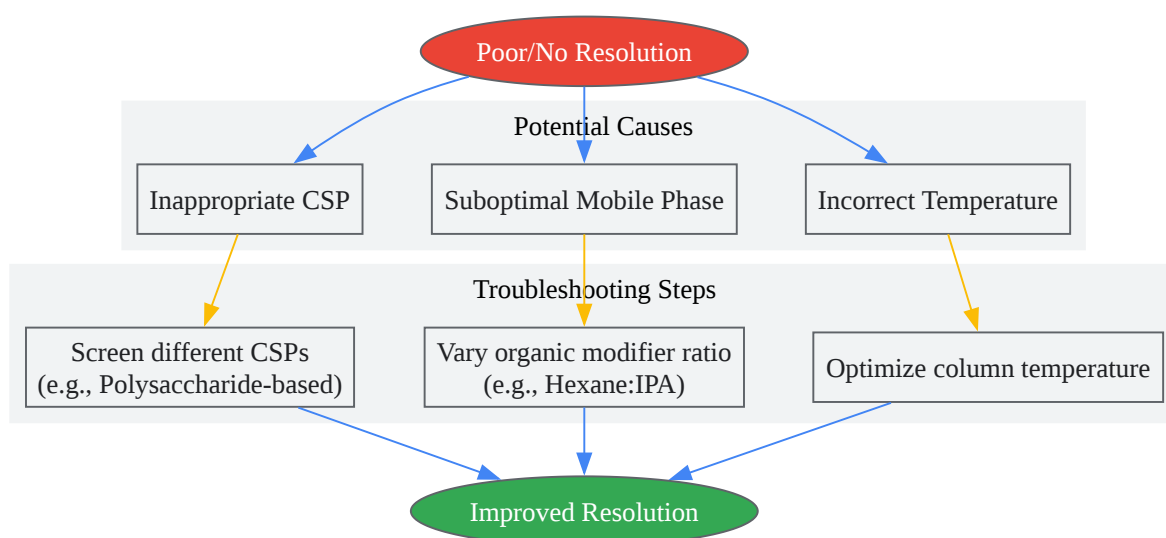 Poor/No Resolution
Potential Causes
Inappropriate CSP
Suboptimal Mobile Phase
Incorrect Temperature
Troubleshooting Steps
Screen different CSPs
(e.g., Polysaccharide-based)
Vary organic modifier ratio
(e.g., Hexane:IPA)
Optimize column temperature
Improved Resolution